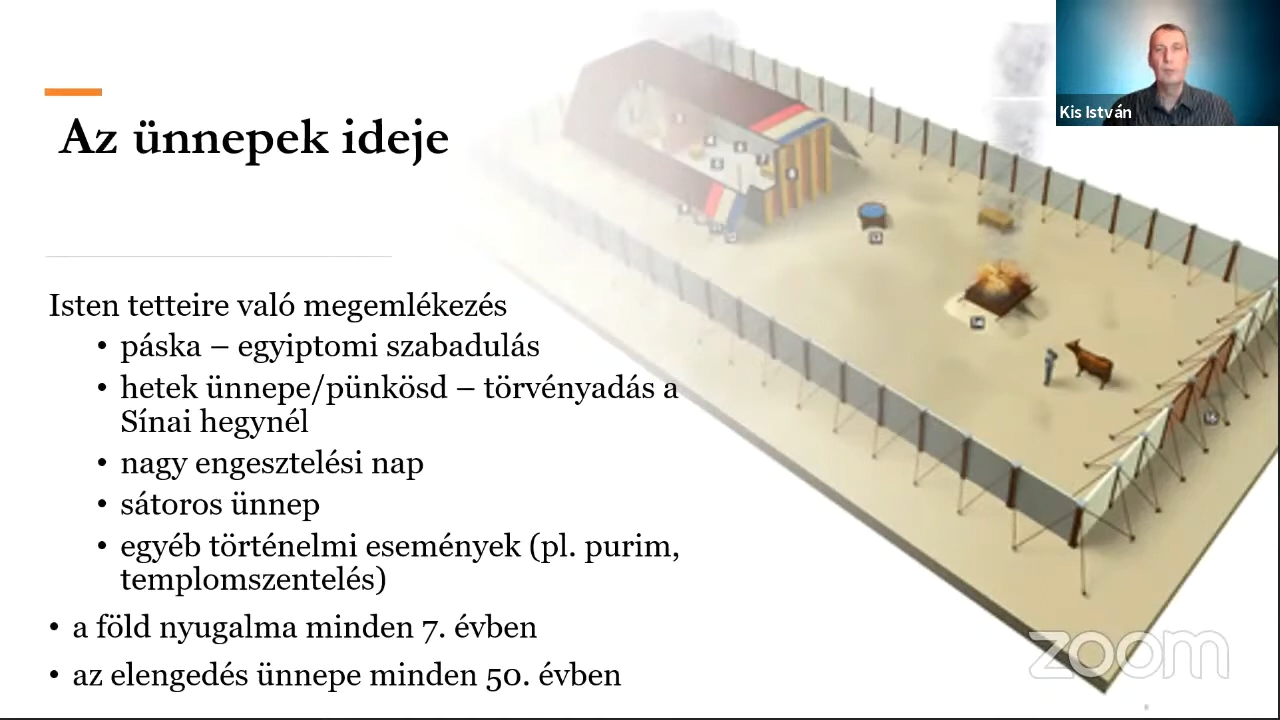 Kis István
Az ünnepek ideje
Isten tetteire való megemlékezés
• páska – egyiptomi szabadulás
• hetek ünnepe/pünkösd – törvényadás a
Sínai hegynél
• nagy engesztelési nap
• sátoros ünnep
• egyéb történelmi események (pl. purim,
templomszentelés)
• a föld nyugalma minden 7. évben
• az elengedés ünnepe minden 50. évben
zoom